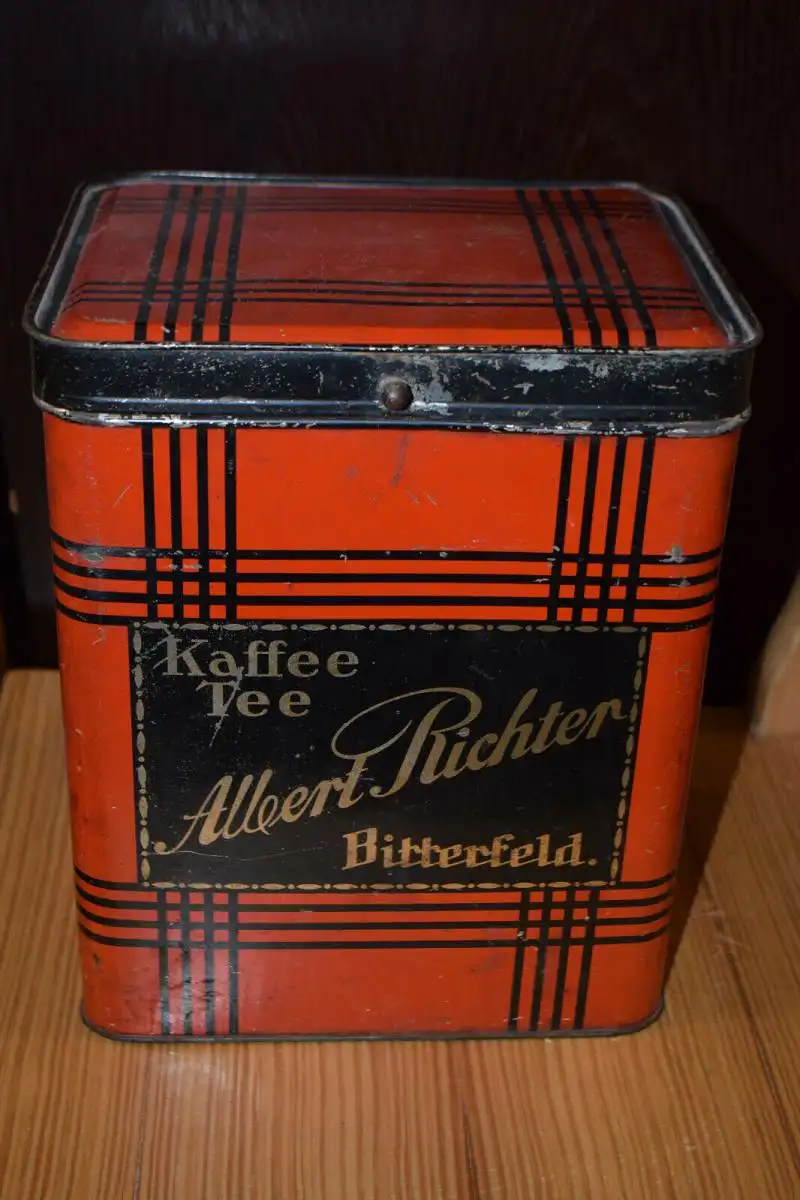 Kaffee
Tee
Albert Richter
Bitterfeld.